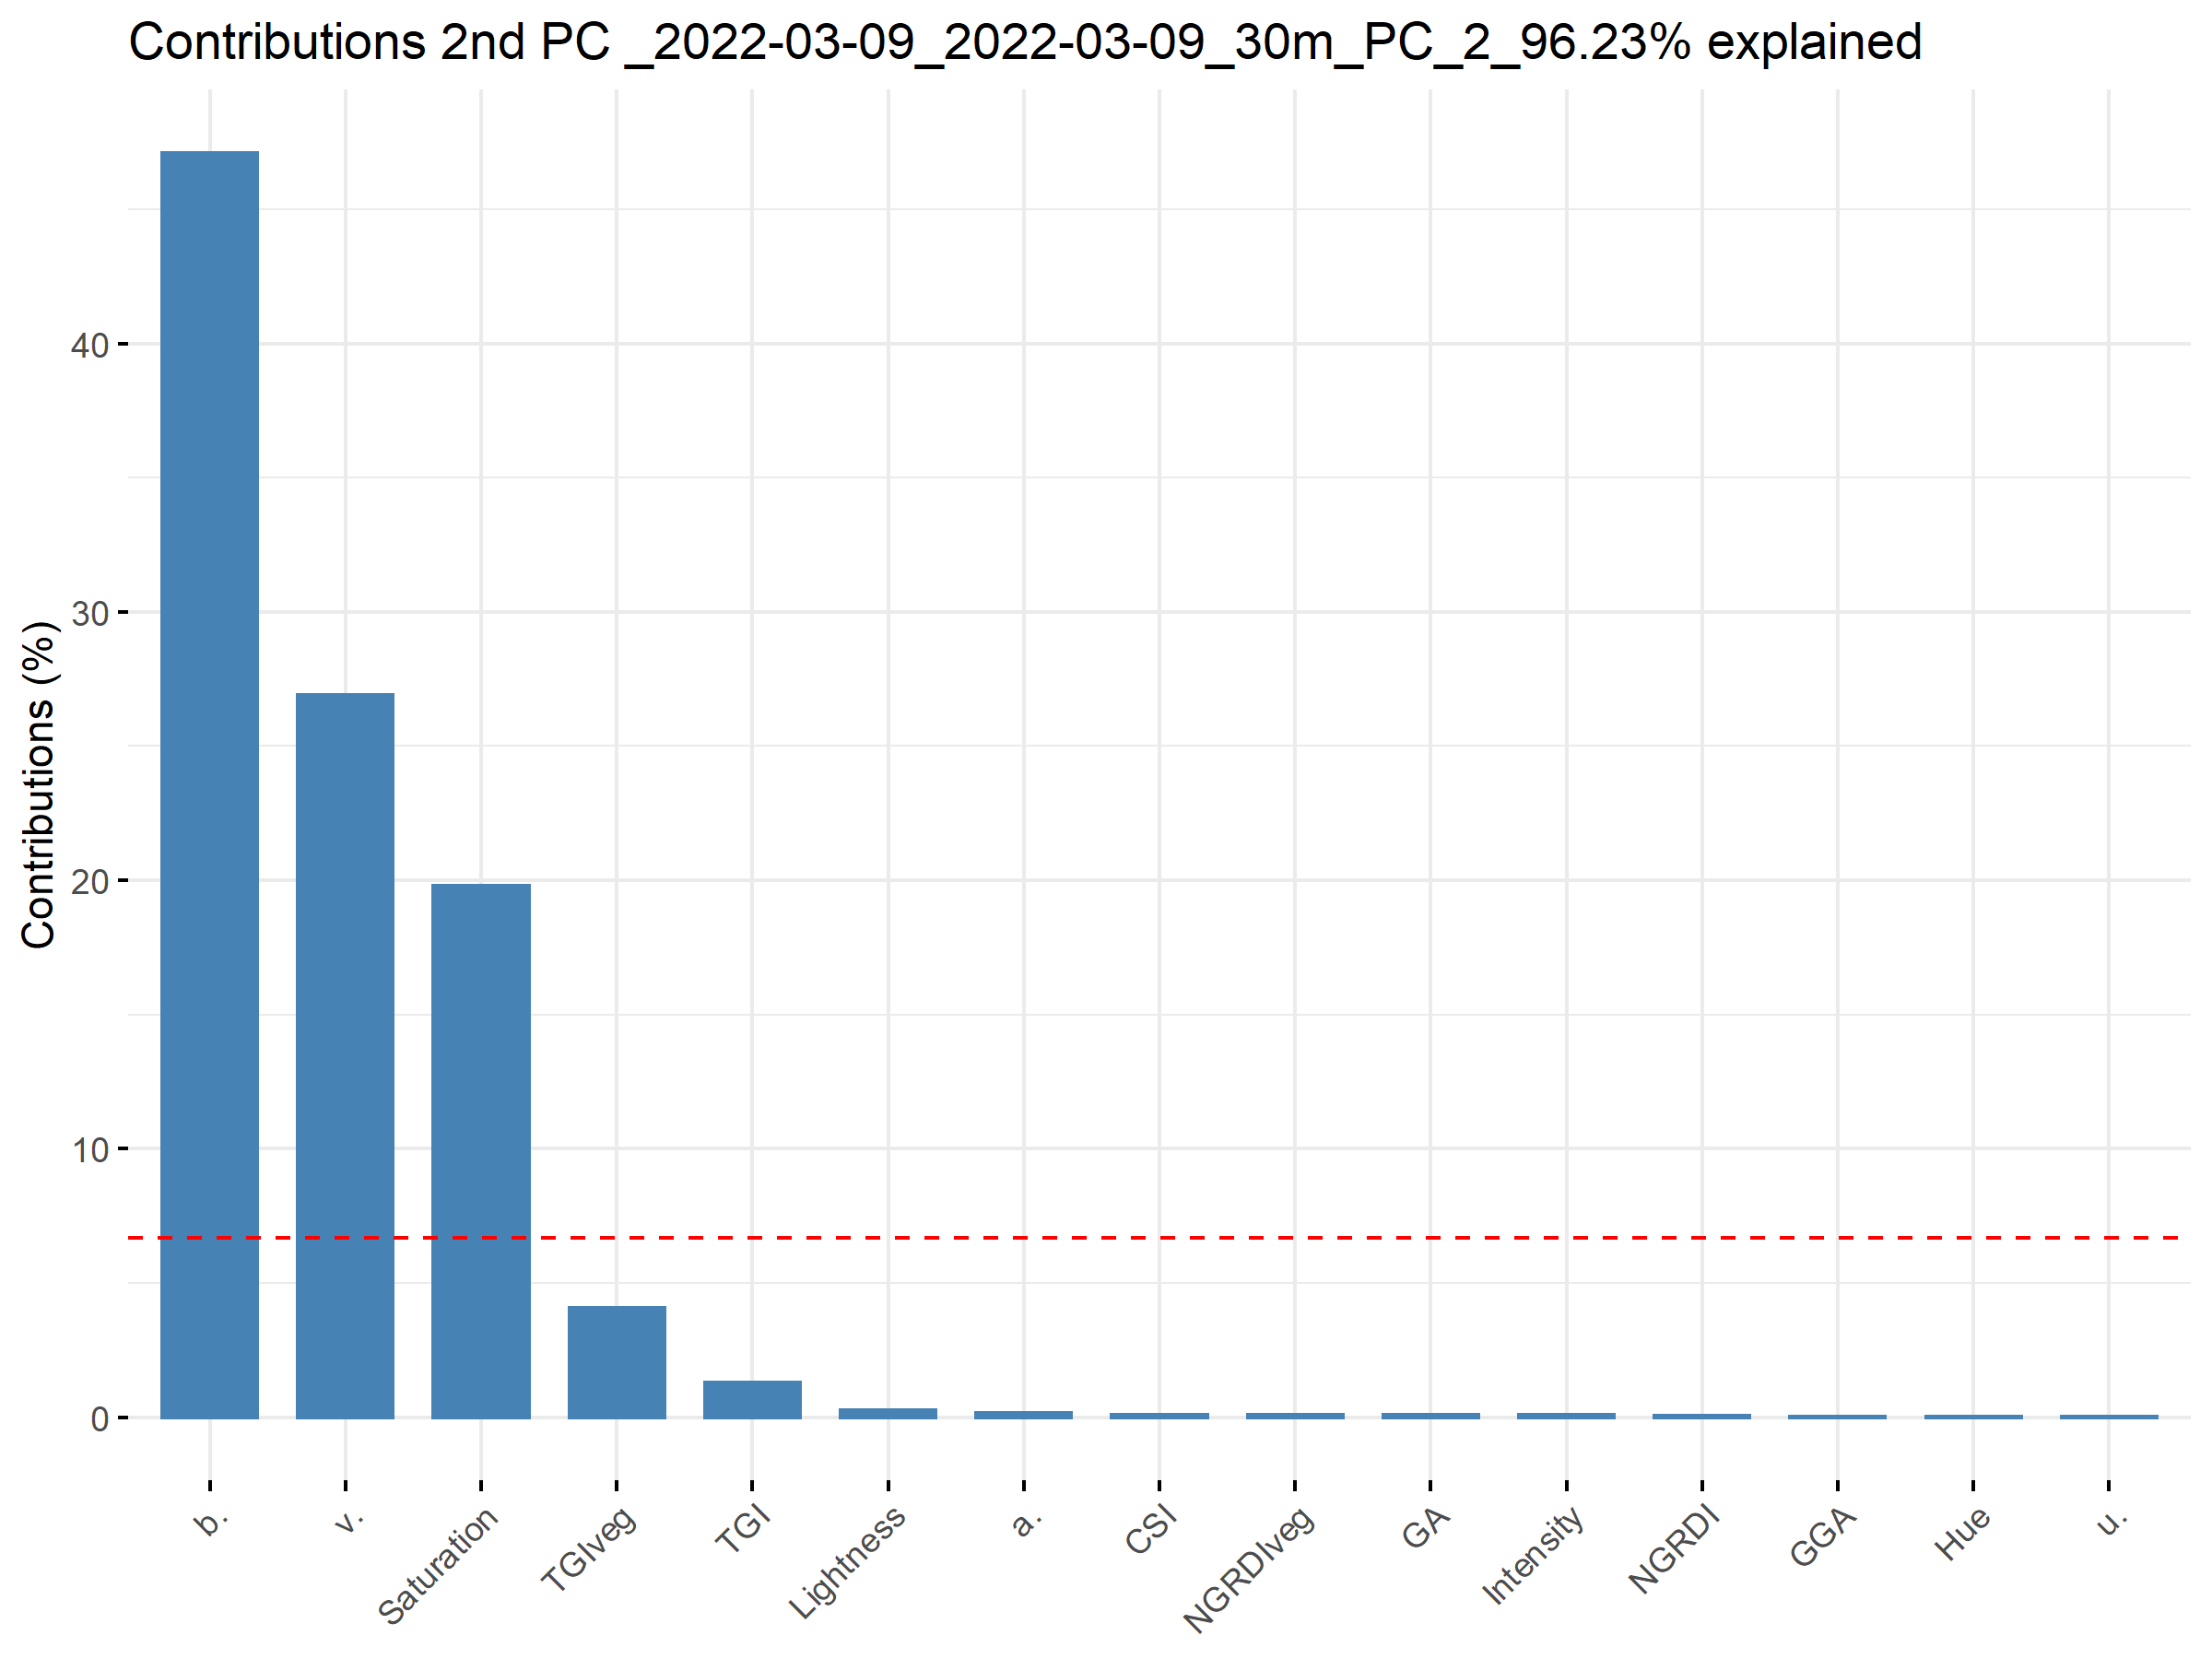 Contributions 2nd PC _2022-03-09_2022-03-09_30m_PC_2_96.23% explained
Contributions (%)
40
30
20
10
0
b.
v.
Saturation
TGIveg
TGI
Lightness
a.
CSI
NGRDIveg
GA
Intensity
NGRDI
GGA
Hue
u.